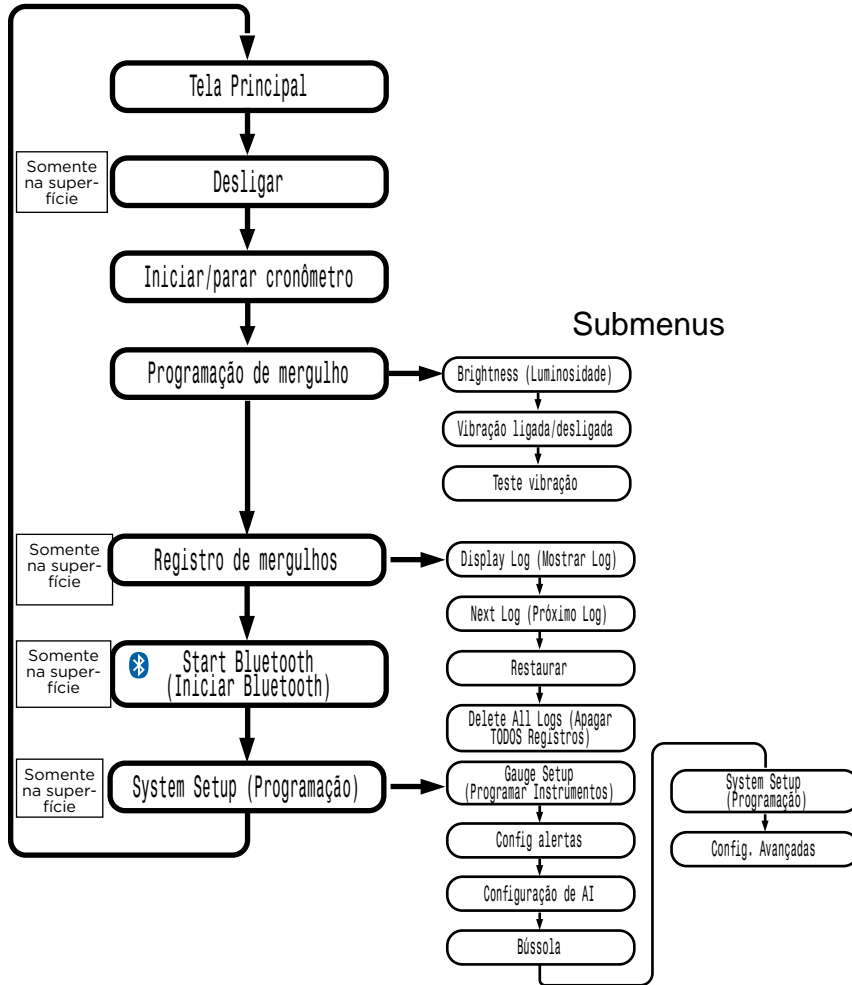 Tela Principal
Somente
na super-
fície
Desligar
Iniciar/parar cronômetro
Submenus
Programação de mergulho
Brightness (Luminosidade)
Vibração ligada/desligada
Teste vibração
Somente
na super-
fície
Registro de mergulhos
Display Log (Mostrar Log)
Next Log (Próximo Log)
Somente
na super-
fície
Start Bluetooth
(Iniciar Bluetooth)
Restaurar
Delete All Logs (Apagar
TODOS Registros)
Somente
na super-
fície
System Setup (Programação)
Gauge Setup
(Programar Instrumentos)
Config alertas
Configuração de AI
Bússola
System Setup
(Programação)
Config. Avançadas